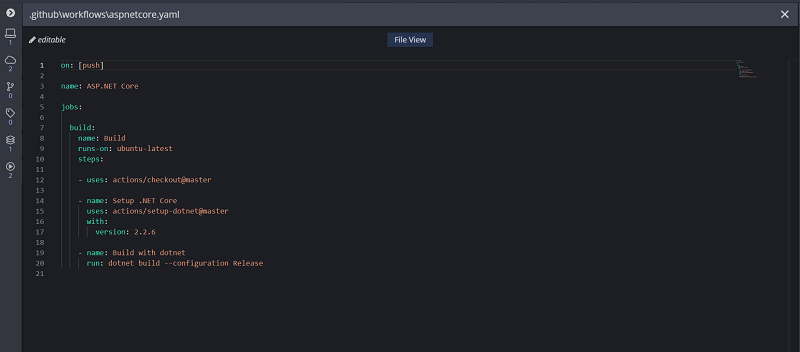 .github\workflows\aspnetcore.yaml
editable
File View
1 on: [push]
2
3 name: ASP.NET Core
4
5 jobs:
6
7 build:
8 name: Build
9 runs-on: ubuntu-latest
10 steps:
11
12 - uses: actions/checkout@master
13
14 - name: Setup .NET Core
15 uses: actions/setup-dotnet@master
16 with:
17 version: 2.2.6
18
19 - name: Build with dotnet
20 run: dotnet build --configuration Release
21
1
2
0
0
1
2